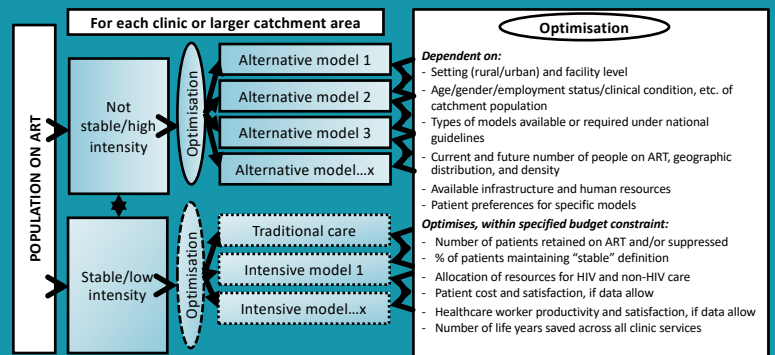 For each clinic or larger catchment area
POPULATION ON ART
Not
stable/high
intensity
Stable/low
intensity
Optimisation
Alternative model 1
Alternative model 2
Alternative model 3
Alternative model...x
Optimisation
Traditional care
Intensive model 1
Intensive model...x
Optimisation
Dependent on:
- Setting (rural/urban) and facility level
- Age/gender/employment status/clinical condition, etc. of
catchment population
- Types of models available or required under national
guidelines
- Current and future number of people on ART, geographic
distribution, and density
- Available infrastructure and human resources
- Patient preferences for specific models
Optimises, within specified budget constraint:
- Number of patients retained on ART and/or suppressed
- % of patients maintaining “stable” definition
- Allocation of resources for HIV and non-HIV care
- Patient cost and satisfaction, if data allow
- Healthcare worker productivity and satisfaction, if data allow
- Number of life years saved across all clinic services